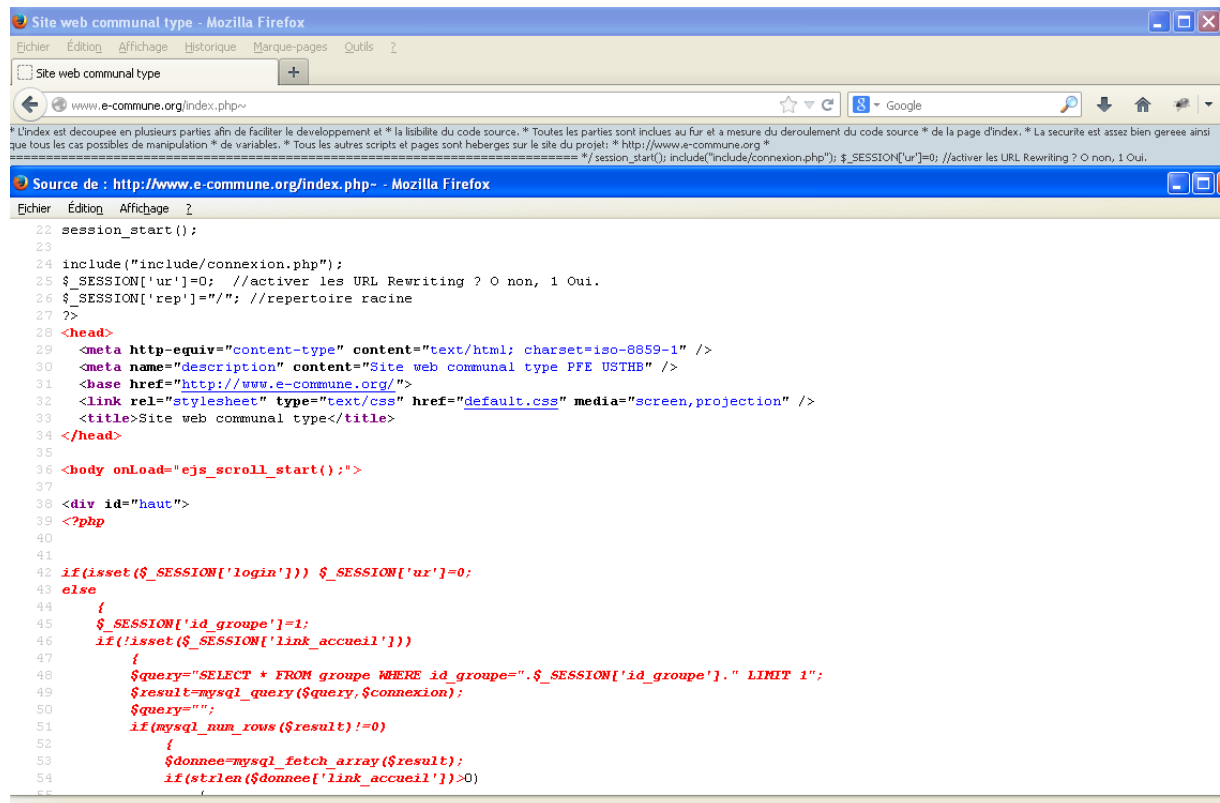 Site web communal type - Mozilla Firefox
Fichier Édition Affichage Historique Marque-pages Outils ?
Site web communal type +
www.e-commune.org/index.php~ Google
* L'index est decoupee en plusieurs parties afin de faciliter le developpement et * la lisibilite du code source. * Toutes les parties sont inclues au fur et a mesure du deroulement du code source * de la page d'index. * La securite est assez bien gereee ainsi
que tous les cas possibles de manipulation * de variables. * Tous les autres scripts et pages sont heberges sur le site du projet: * http://www.e-commune.org *
============================================================================ */ session_start(); include("include/connexion.php"); $_SESSION['ur']=0; //activer les URL Rewriting ? O non, 1 Oui.
Source de : http://www.e-commune.org/index.php~ - Mozilla Firefox
Fichier Édition Affichage ?
22 session_start();
23
24 include("include/connexion.php");
25 $_SESSION['ur']=0; //activer les URL Rewriting ? O non, 1 Oui.
26 $_SESSION['rep']="/"; //repertoire racine
27 ?>
28 <head>
29 <meta http-equiv="content-type" content="text/html; charset=iso-8859-1" />
30 <meta name="description" content="Site web communal type PFE USTHB" />
31 <base href="http://www.e-commune.org/">
32 <link rel="stylesheet" type="text/css" href="default.css" media="screen,projection" />
33 <title>Site web communal type</title>
34 </head>
35
36 <body onLoad="ejs_scroll_start();">
37
38 <div id="haut">
39 <?php
40
41
42 if(isset($_SESSION['login'])) $_SESSION['ur']=0;
43 else
44 {
45 $_SESSION['id_groupe']=1;
46 if(!isset($_SESSION['link_accueil']))
47 {
48 $query="SELECT * FROM groupe WHERE id_groupe=".$_SESSION['id_groupe']." LIMIT 1";
49 $result=mysql_query($query,$connexion);
50 $query="";
51 if(mysql_num_rows($result)!=0)
52 {
53 $donnee=mysql_fetch_array($result);
54 if(strlen($donnee['link_accueil'])>0)